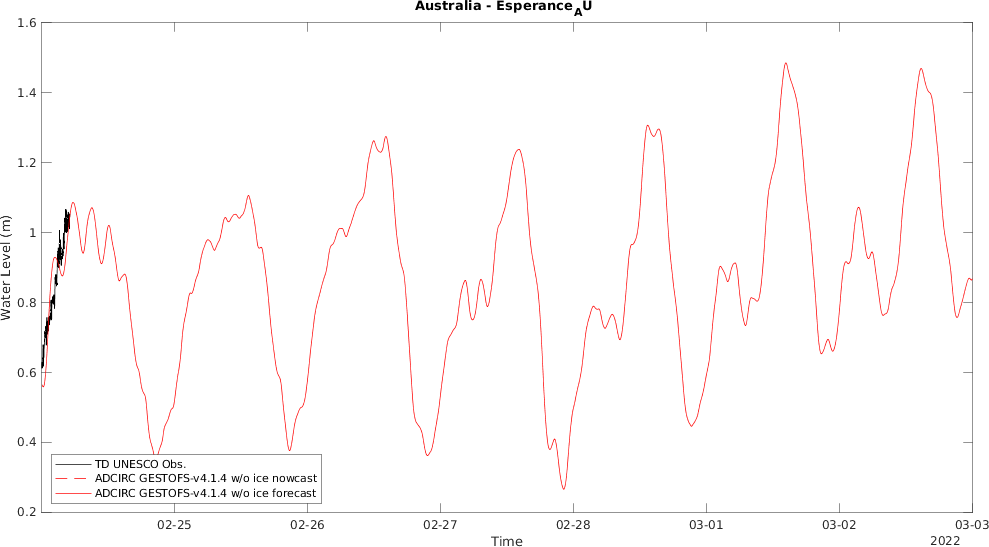 Australia - Esperance_AU
1.6
1.4
1.2
1
0.8
0.6
0.4
0.2
Water Level (m)
TD UNESCO Obs.
ADCIRC GESTOFS-v4.1.4 w/o ice nowcast
ADCIRC GESTOFS-v4.1.4 w/o ice forecast
02-25 02-26 02-27 02-28 03-01 03-02 03-03
Time
2022